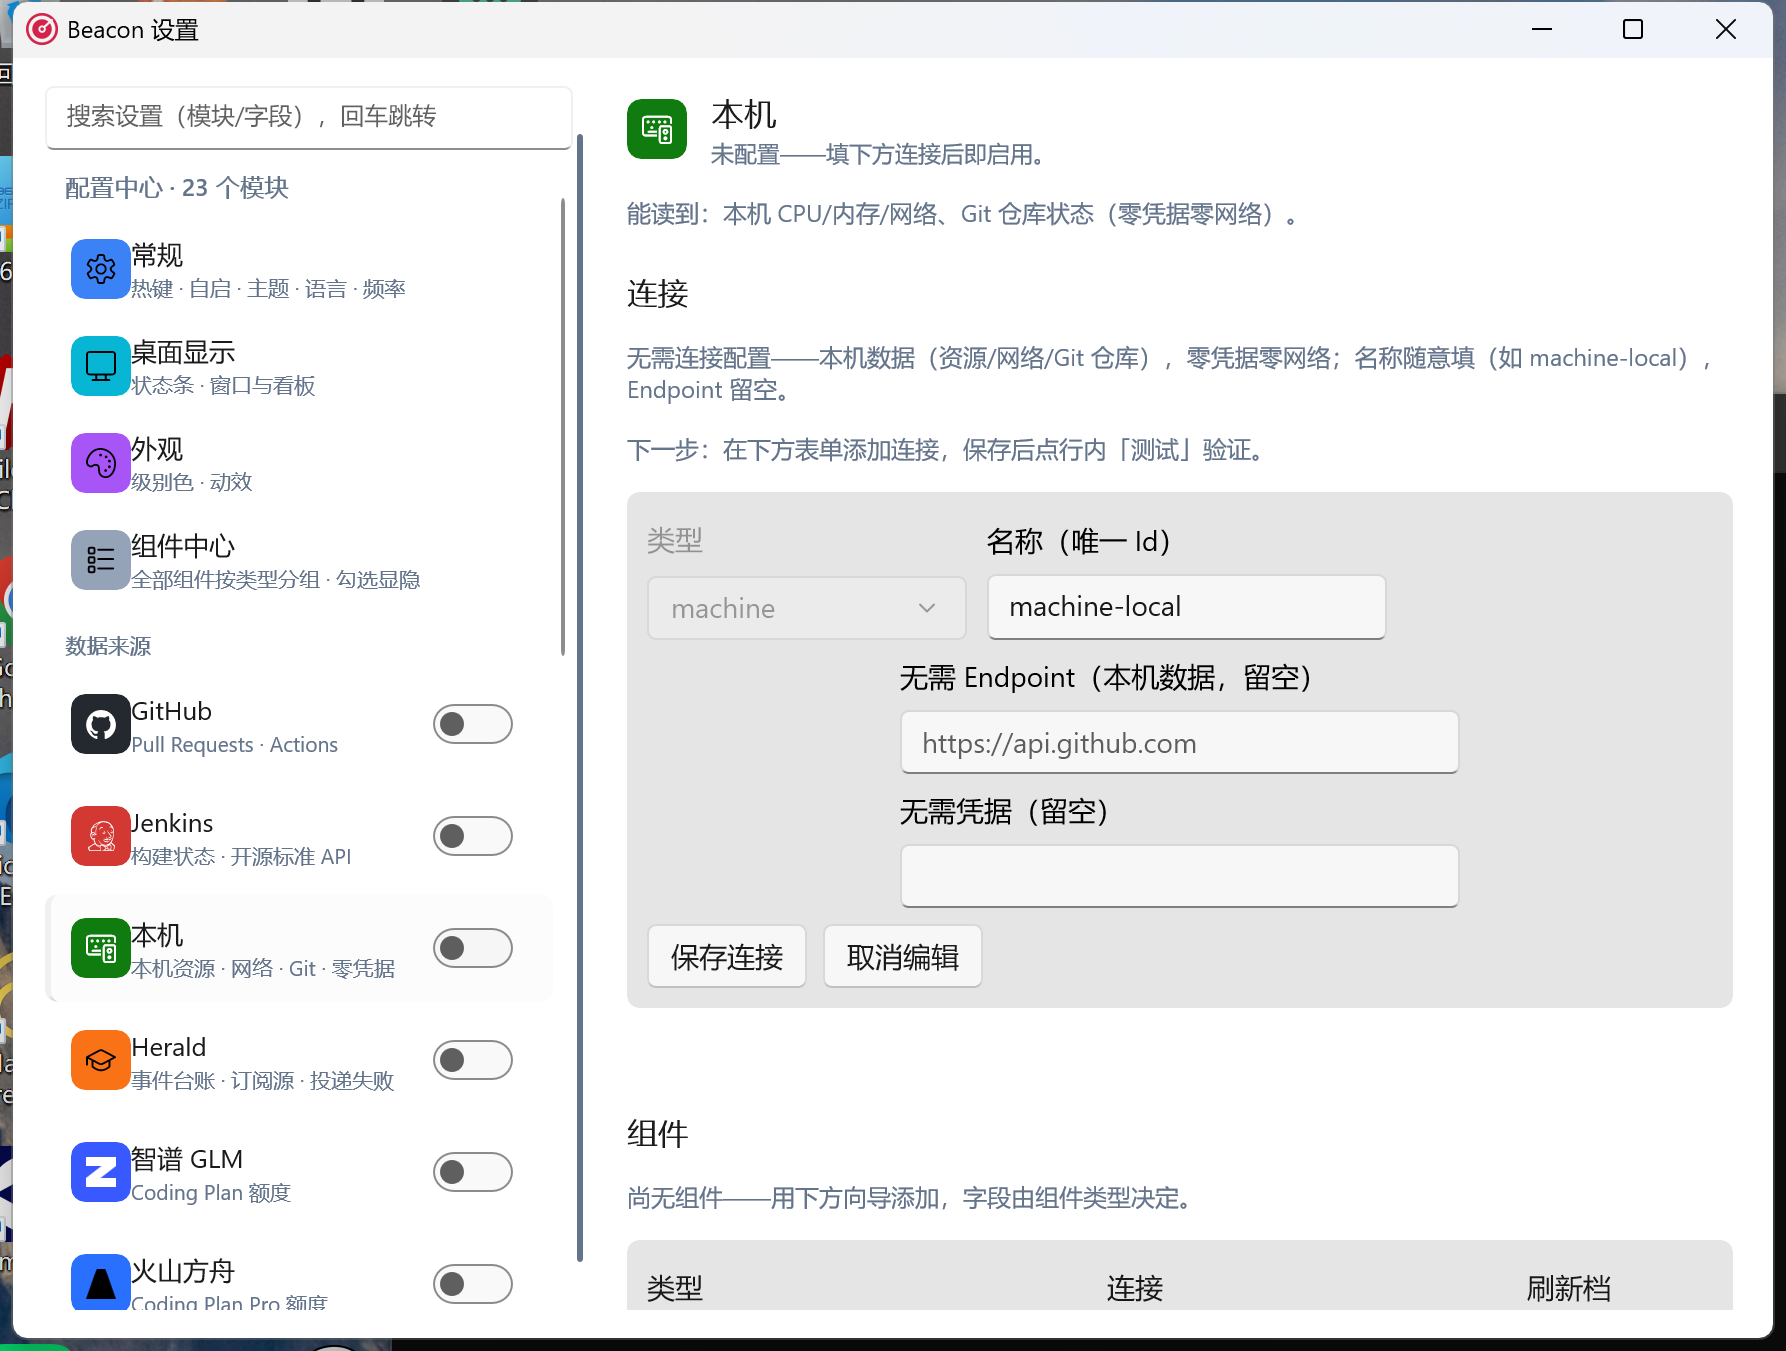 Beacon 设置
搜索设置（模块/字段），回车跳转
配置中心 · 23 个模块
常规
热键 · 自启 · 主题 · 语言 · 频率
桌面显示
状态条 · 窗口与看板
外观
级别色 · 动效
组件中心
全部组件按类型分组 · 勾选显隐
数据来源
GitHub
Pull Requests · Actions
Jenkins
构建状态 · 开源标准 API
本机
本机资源 · 网络 · Git · 零凭据
Herald
事件台账 · 订阅源 · 投递失败
智谱 GLM
Coding Plan 额度
火山方舟
Coding Plan Pro 额度
本机
未配置——填下方连接后即启用。
能读到：本机 CPU/内存/网络、Git 仓库状态（零凭据零网络）。
连接
无需连接配置——本机数据（资源/网络/Git 仓库），零凭据零网络；名称随意填（如 machine-local），
Endpoint 留空。
下一步：在下方表单添加连接，保存后点行内「测试」验证。
类型
名称（唯一 Id）
machine
machine-local
无需 Endpoint（本机数据，留空）
https://api.github.com
无需凭据（留空）
保存连接
取消编辑
组件
尚无组件——用下方向导添加，字段由组件类型决定。
类型
连接
刷新档